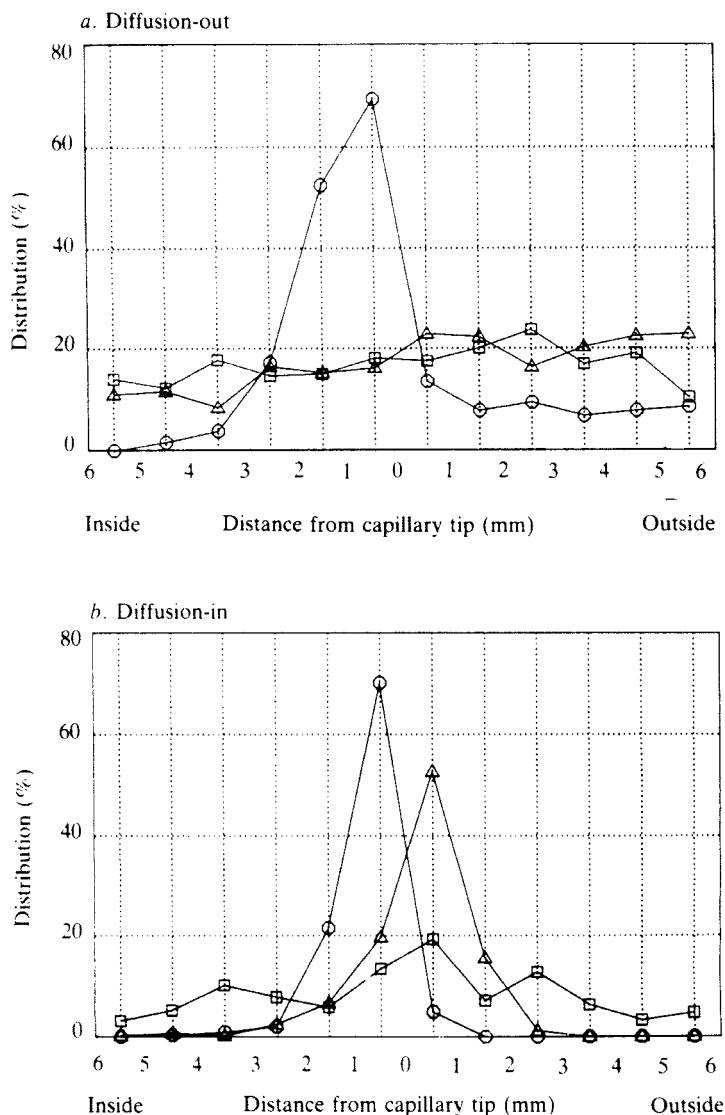 a. Diffusion-out
80
60
40
20
0
Distribution (%)
6 5 4 3 2 1 0 1 2 3 4 5 6
Inside Distance from capillary tip (mm) Outside
b. Diffusion-in
80
60
40
20
0
Distribution (%)
6 5 4 3 2 1 0 1 2 3 4 5 6
Inside Distance from capillary tip (mm) Outside